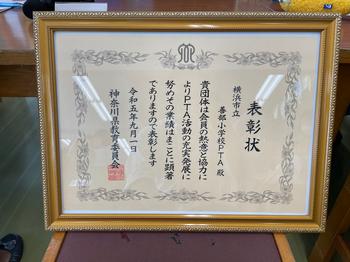 表彰状
横浜市立
善部小学校PTA 殿
貴団体は会員の熱意と協力に
よりPTA活動の充実発展に
努めその業績はまことに顕著
でありますので表彰します
令和五年九月一日
神奈川県教育委員会